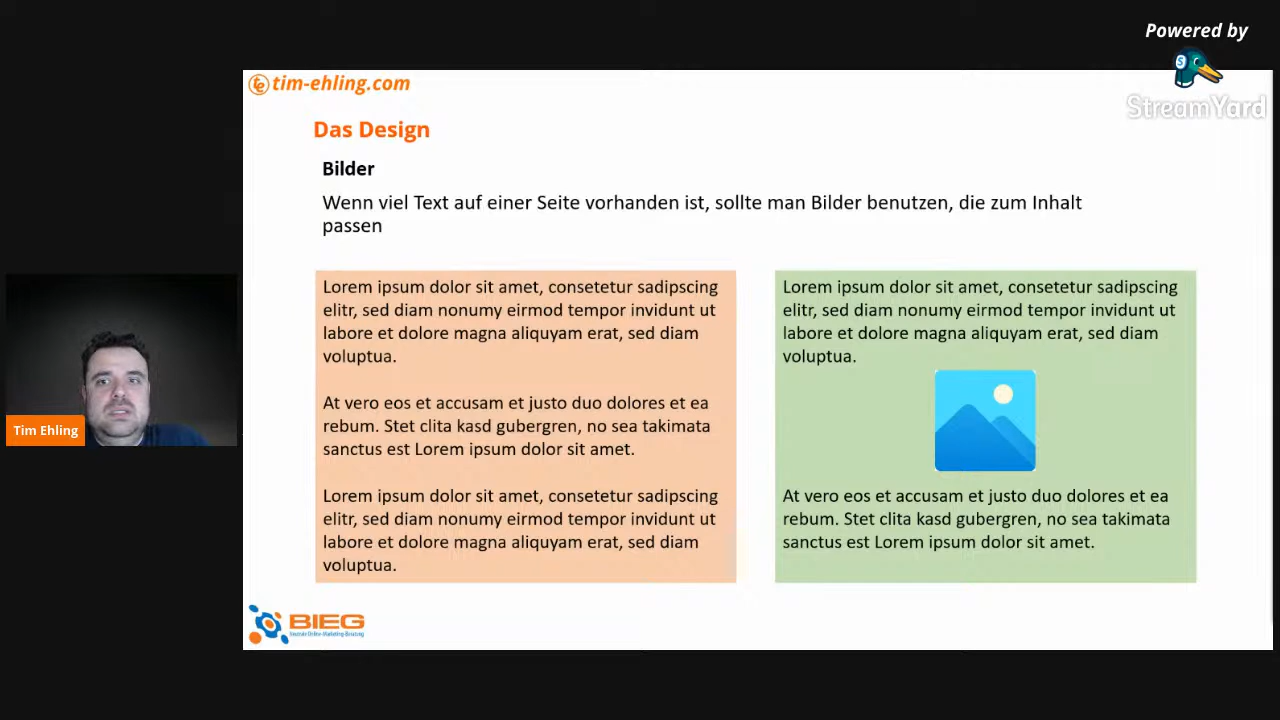 Powered by
StreamYard
tim-ehling.com
Das Design
Bilder
Wenn viel Text auf einer Seite vorhanden ist, sollte man Bilder benutzen, die zum Inhalt
passen
Lorem ipsum dolor sit amet, consetetur sadipscing
elitr, sed diam nonumy eirmod tempor invidunt ut
labore et dolore magna aliquyam erat, sed diam
voluptua.
At vero eos et accusam et justo duo dolores et ea
rebum. Stet clita kasd gubergren, no sea takimata
sanctus est Lorem ipsum dolor sit amet.
Lorem ipsum dolor sit amet, consetetur sadipscing
elitr, sed diam nonumy eirmod tempor invidunt ut
labore et dolore magna aliquyam erat, sed diam
voluptua.
Lorem ipsum dolor sit amet, consetetur sadipscing
elitr, sed diam nonumy eirmod tempor invidunt ut
labore et dolore magna aliquyam erat, sed diam
voluptua.
At vero eos et accusam et justo duo dolores et ea
rebum. Stet clita kasd gubergren, no sea takimata
sanctus est Lorem ipsum dolor sit amet.
Tim Ehling
BIEG